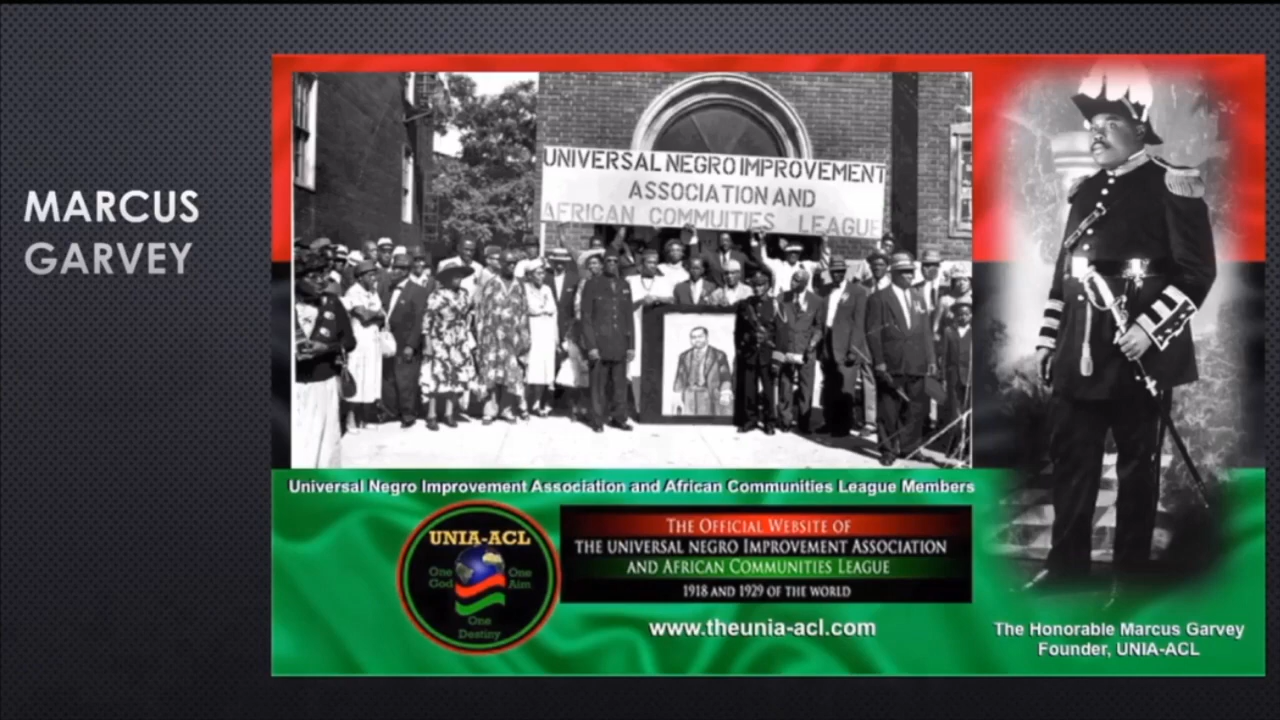 MARCUS
GARVEY
UNIVERSAL NEGRO IMPROVEMENT
ASSOCIATION AND
AFRICAN COMMUITIES LEAGUE
Universal Negro Improvement Association and African Communities League Members
UNIA-ACL
One God
One Aim
One Destiny
THE OFFICIAL WEBSITE OF
THE UNIVERSAL NEGRO IMPROVEMENT ASSOCIATION
AND AFRICAN COMMUNITIES LEAGUE
1918 AND 1929 OF THE WORLD
www.theunia-acl.com
The Honorable Marcus Garvey
Founder, UNIA-ACL